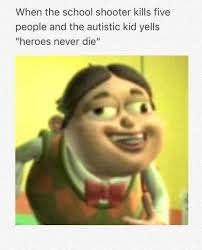 When the school shooter kills five
people and the autistic kid yells
"heroes never die"